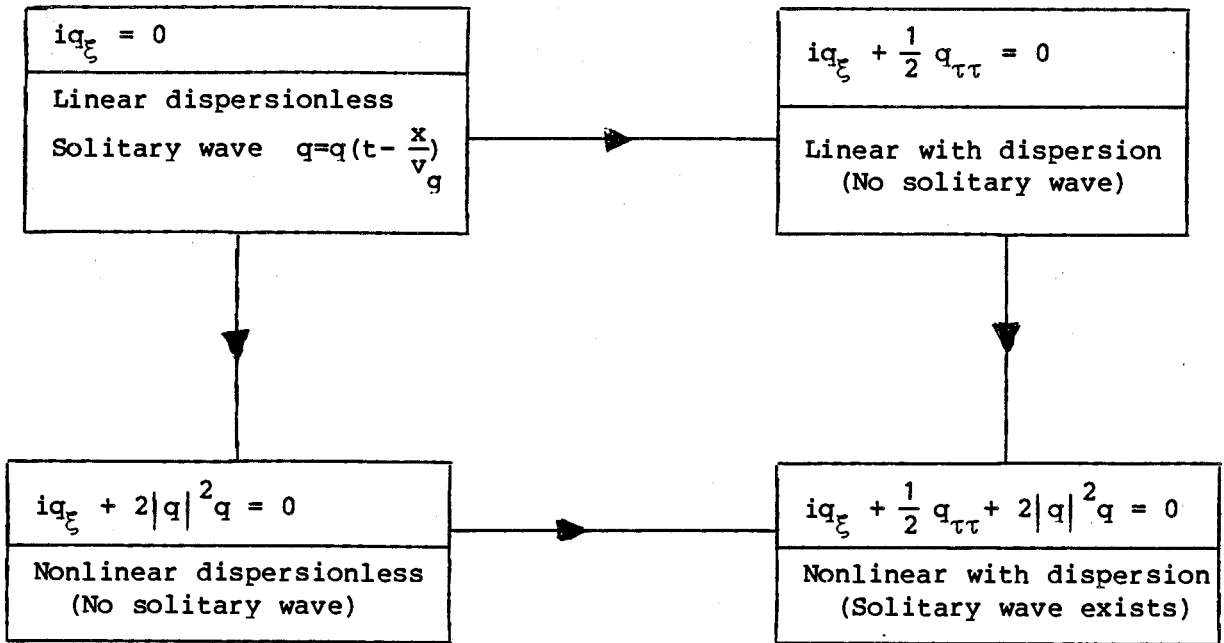 iq_ξ = 0
Linear dispersionless
Solitary wave q=q(t- x/v_g)
iq_ξ + 1/2 q_ττ = 0
Linear with dispersion
(No solitary wave)
iq_ξ + 2|q|^2 q = 0
Nonlinear dispersionless
(No solitary wave)
iq_ξ + 1/2 q_ττ + 2|q|^2 q = 0
Nonlinear with dispersion
(Solitary wave exists)